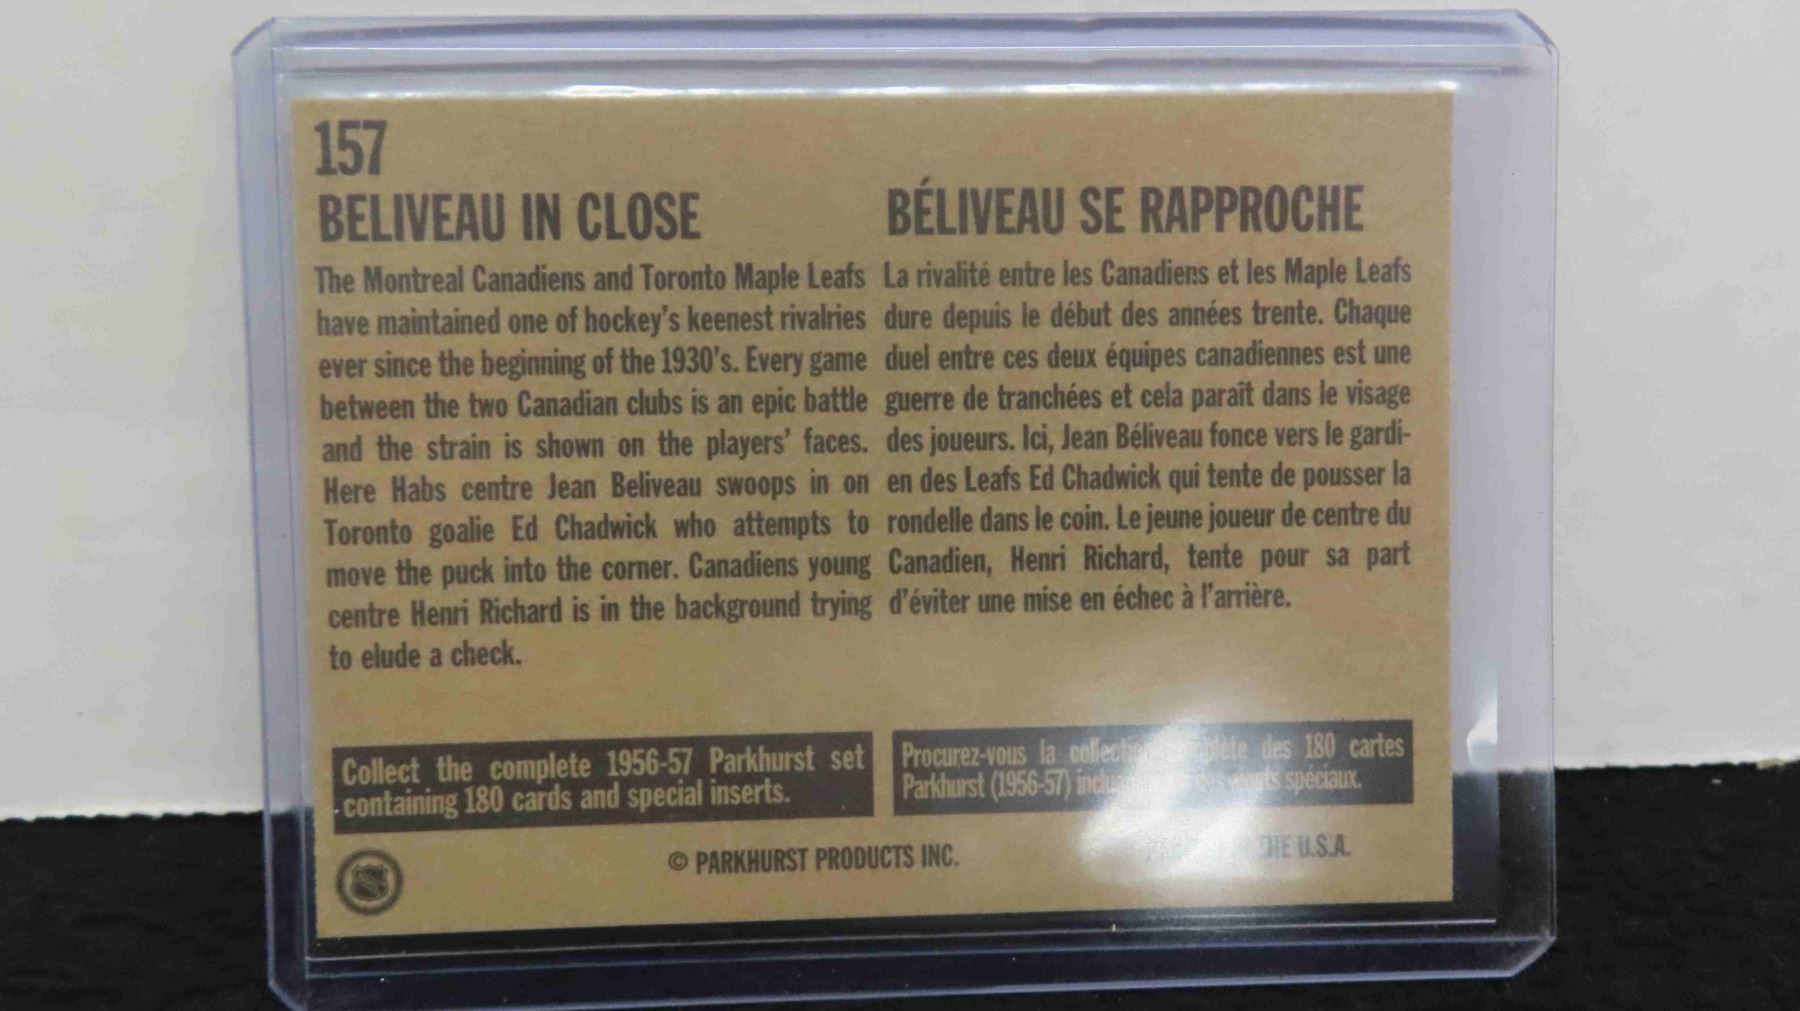 157
BELIVEAU IN CLOSE
The Montreal Canadiens and Toronto Maple Leafs
have maintained one of hockey's keenest rivalries
ever since the beginning of the 1930's. Every game
between the two Canadian clubs is an epic battle
and the strain is shown on the players' faces.
Here Habs centre Jean Beliveau swoops in on
Toronto goalie Ed Chadwick who attempts to
move the puck into the corner. Canadiens young
centre Henri Richard is in the background trying
to elude a check.
BÉLIVEAU SE RAPPROCHE
La rivalité entre les Canadiens et les Maple Leafs
dure depuis le début des années trente. Chaque
duel entre ces deux équipes canadiennes est une
guerre de tranchées et cela paraît dans le visage
des joueurs. Ici, Jean Béliveau fonce vers le gardi-
en des Leafs Ed Chadwick qui tente de pousser la
rondelle dans le coin. Le jeune joueur de centre du
Canadien, Henri Richard, tente pour sa part
d'éviter une mise en échec à l'arrière.
Collect the complete 1956-57 Parkhurst set
containing 180 cards and special inserts.
Procurez-vous la collection des 180 cartes
Parkhurst (1956-57) des spéciaux.
© PARKHURST PRODUCTS INC.
THE U.S.A.